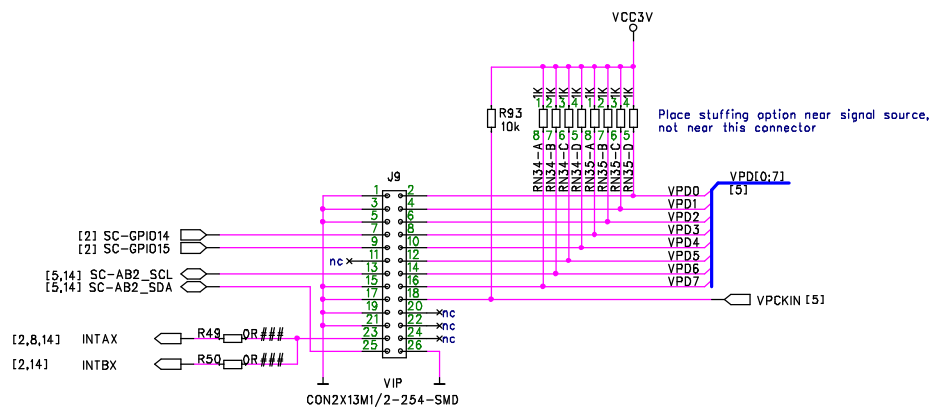 VCC3V
R93
10k
1K 1K 1K 1K 1K 1K 1K 1K
1 2 3 4 1 2 3 4
8 7 6 5 8 7 6 5
RN34-A
RN34-B
RN34-C
RN34-D
RN35-A
RN35-B
RN35-C
RN35-D
Place stuffing option near signal source,
not near this connector
J9
1 2 VPD0
3 4 VPD1
5 6 VPD2
[2] SC-GPIO14 7 8 VPD3
[2] SC-GPIO15 9 10 VPD4
nc 11 12 VPD5
[5,14] SC-AB2_SCL 13 14 VPD6
[5,14] SC-AB2_SDA 15 16 VPD7
17 18 VPCKIN [5]
19 20 nc
21 22 nc
[2,8,14] INTAX R49 0R### 23 24 nc
25 26
[2,14] INTBX R50 0R###
VPD[0:7]
[5]
VIP
CON2X13M1/2-254-SMD